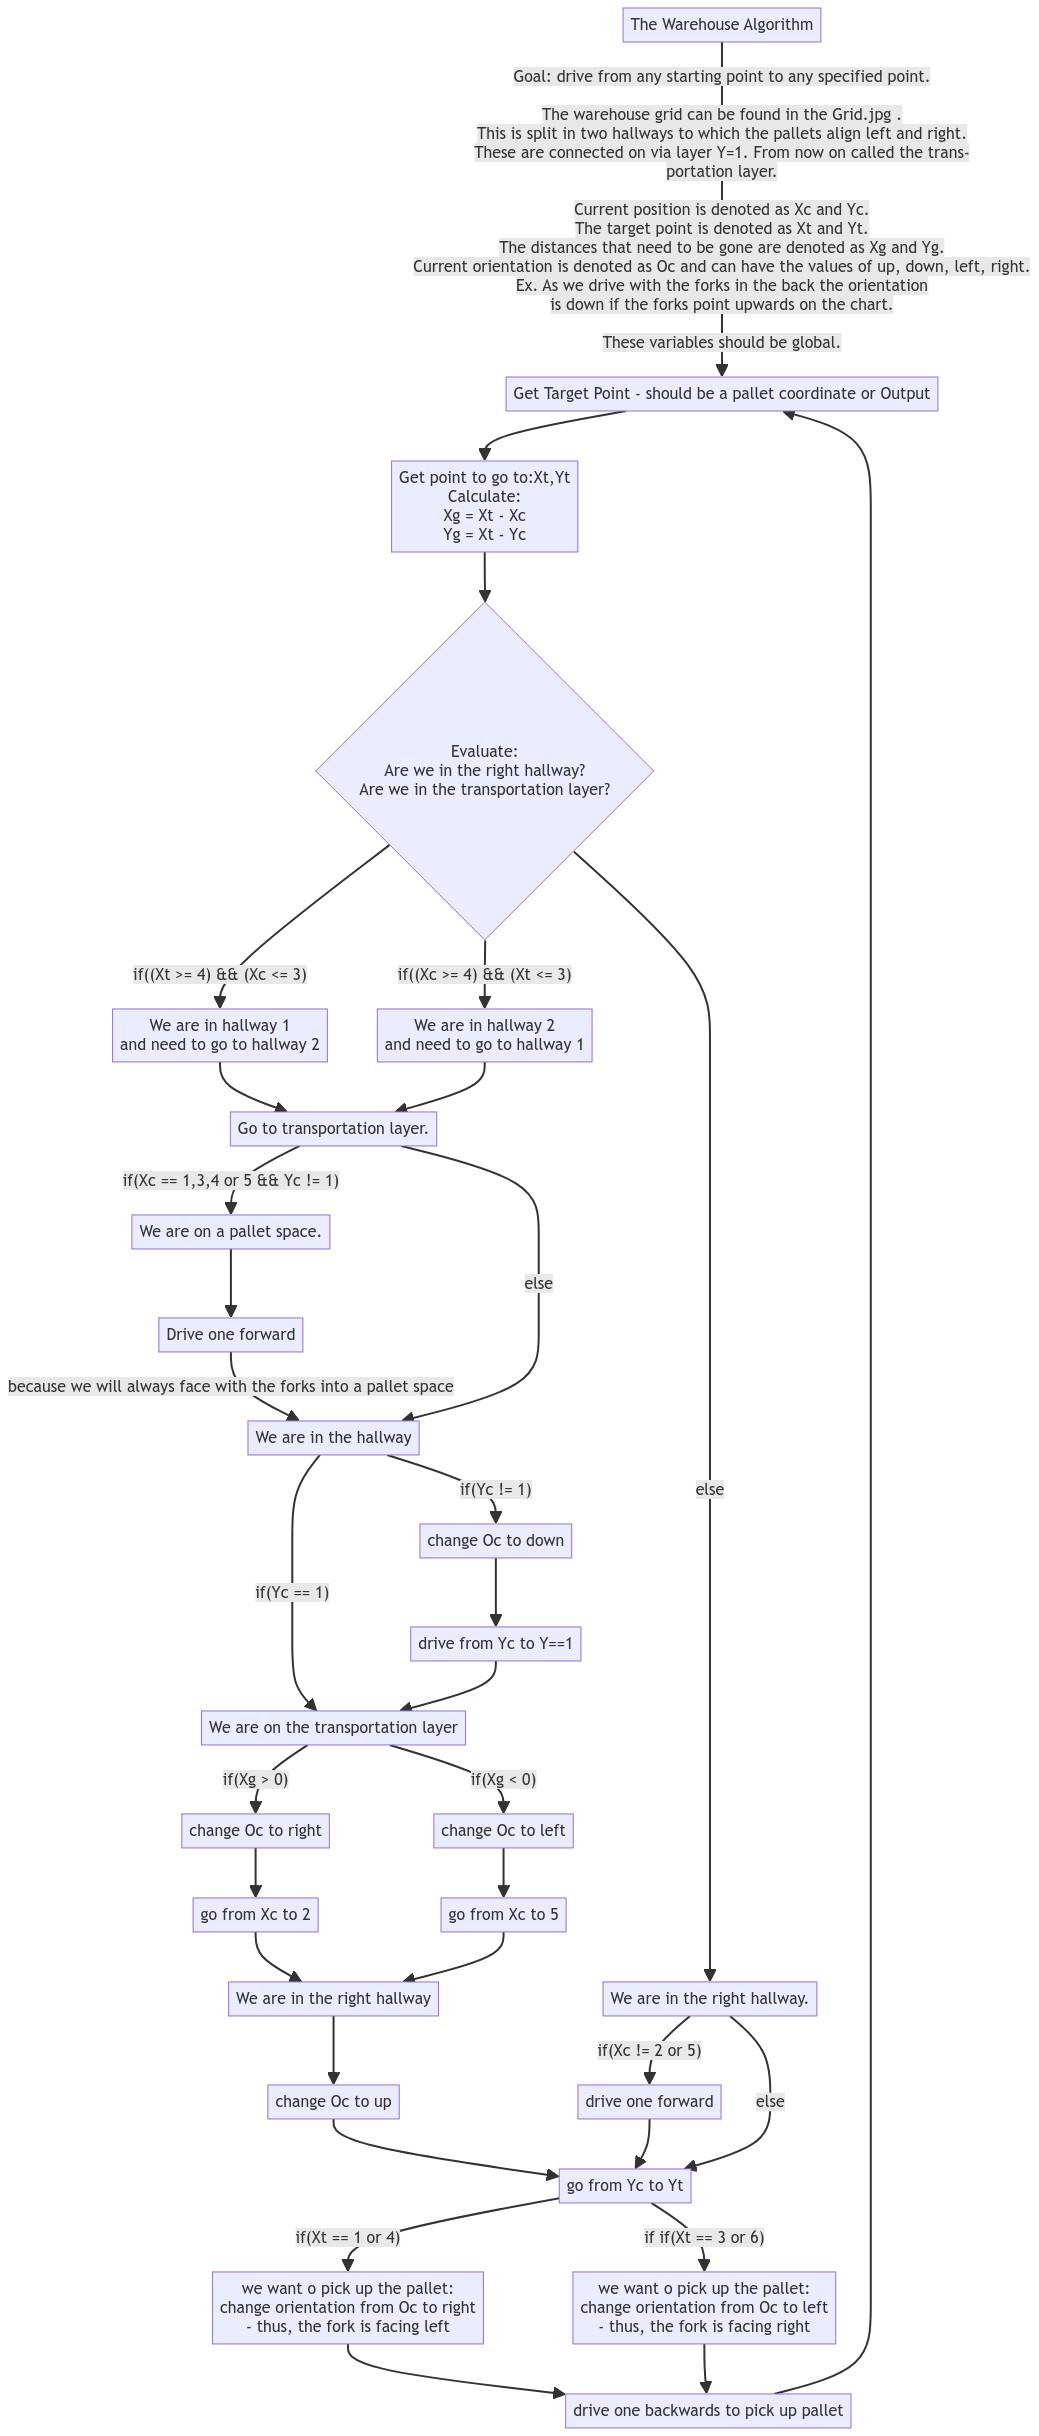 The Warehouse Algorithm
Goal: drive from any starting point to any specified point.
The warehouse grid can be found in the Grid.jpg .
This is split in two hallways to which the pallets align left and right.
These are connected on via layer Y=1. From now on called the trans-
portation layer.
Current position is denoted as Xc and Yc.
The target point is denoted as Xt and Yt.
The distances that need to be gone are denoted as Xg and Yg.
Current orientation is denoted as Oc and can have the values of up, down, left, right.
Ex. As we drive with the forks in the back the orientation
is down if the forks point upwards on the chart.
These variables should be global.
Get Target Point - should be a pallet coordinate or Output
Get point to go to:Xt,Yt
Calculate:
Xg = Xt - Xc
Yg = Xt - Yc
Evaluate:
Are we in the right hallway?
Are we in the transportation layer?
if((Xt >= 4) && (Xc <= 3)
if((Xc >= 4) && (Xt <= 3)
We are in hallway 1
and need to go to hallway 2
We are in hallway 2
and need to go to hallway 1
Go to transportation layer.
if(Xc == 1,3,4 or 5 && Yc != 1)
We are on a pallet space.
else
Drive one forward
because we will always face with the forks into a pallet space
We are in the hallway
if(Yc != 1)
else
change Oc to down
if(Yc == 1)
drive from Yc to Y==1
We are on the transportation layer
if(Xg > 0)
if(Xg < 0)
change Oc to right
change Oc to left
go from Xc to 2
go from Xc to 5
We are in the right hallway
We are in the right hallway.
if(Xc != 2 or 5)
change Oc to up
drive one forward
else
go from Yc to Yt
if(Xt == 1 or 4)
if if(Xt == 3 or 6)
we want o pick up the pallet:
change orientation from Oc to right
- thus, the fork is facing left
we want o pick up the pallet:
change orientation from Oc to left
- thus, the fork is facing right
drive one backwards to pick up pallet